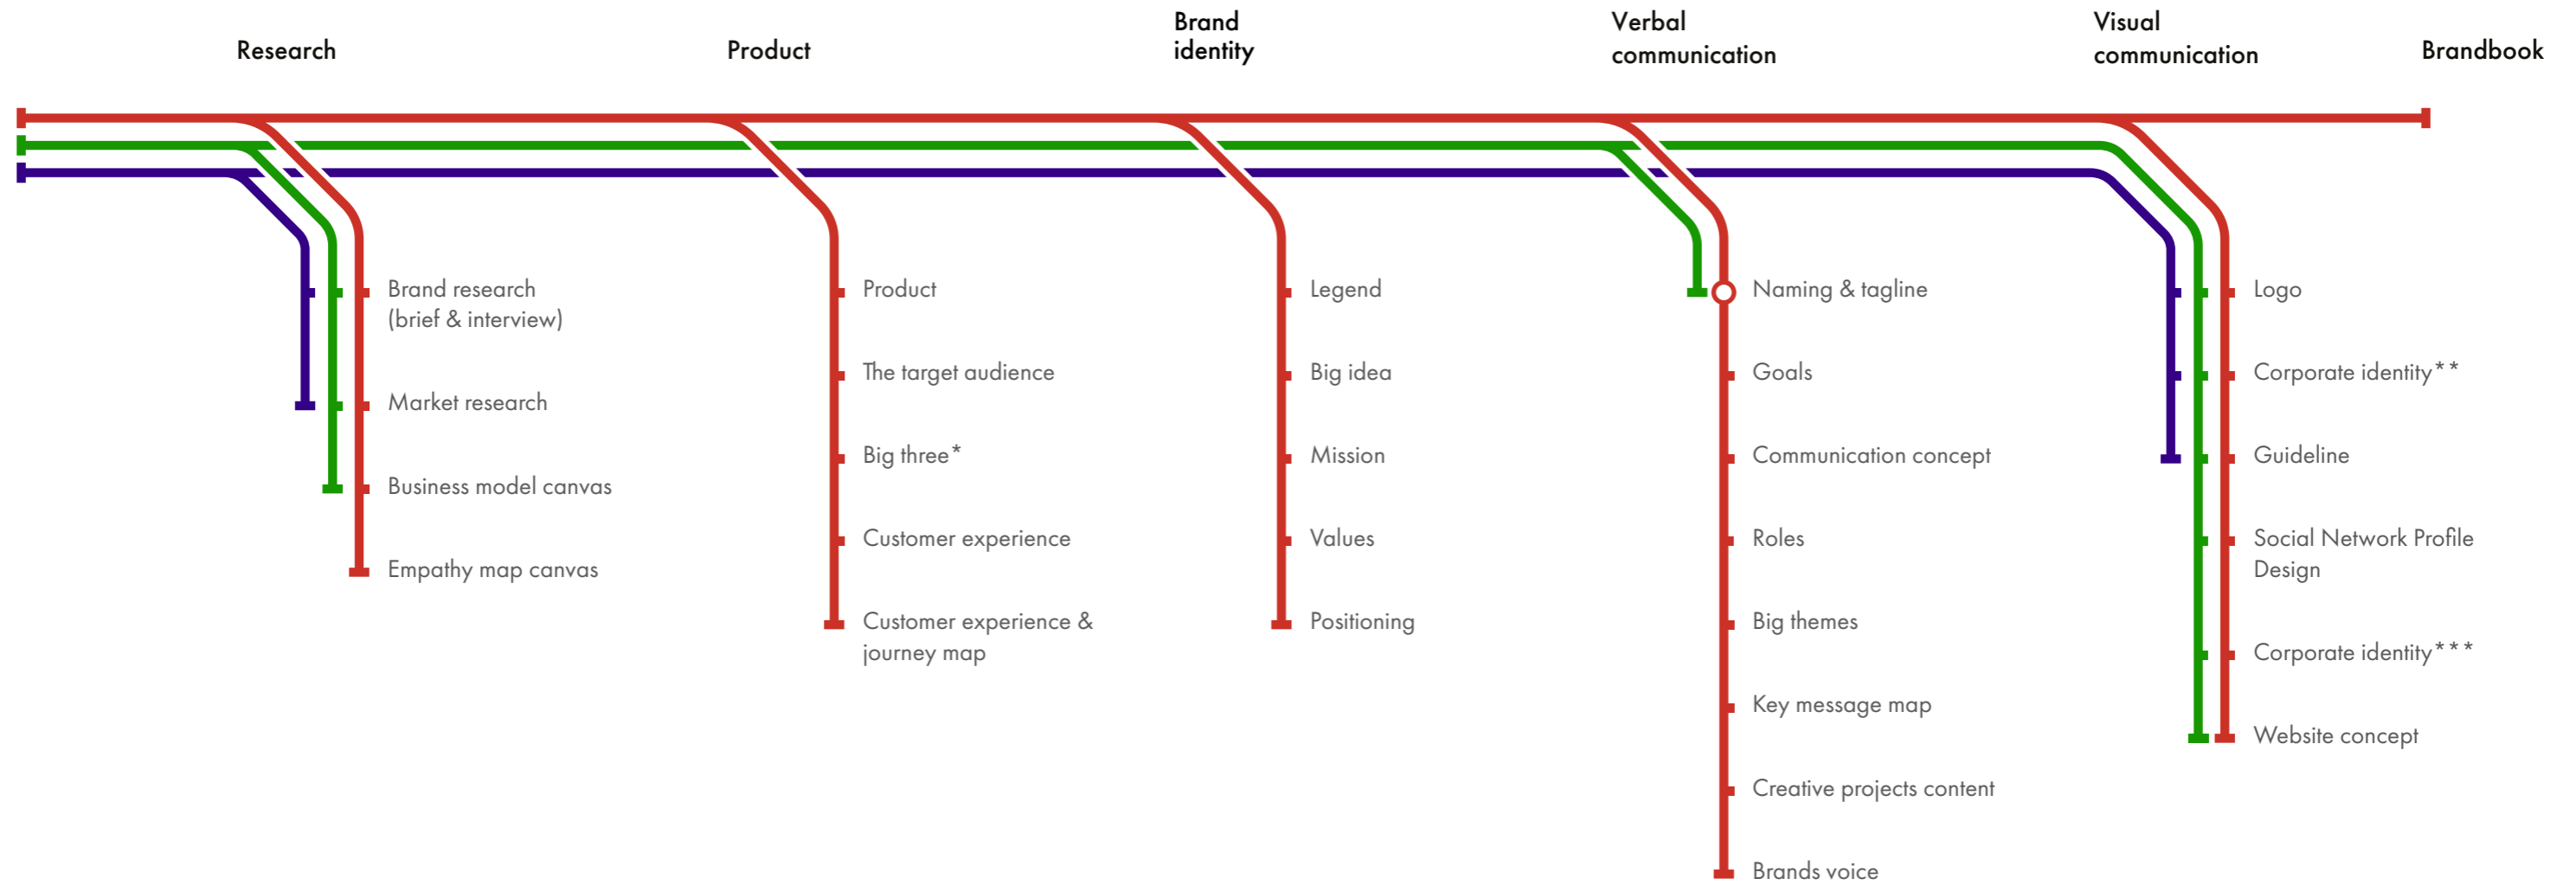 Research
Product
Brand
identity
Verbal
communication
Visual
communication
Brandbook
Brand research
(brief & interview)
Market research
Business model canvas
Empathy map canvas
Product
The target audience
Big three*
Customer experience
Customer experience &
journey map
Legend
Big idea
Mission
Values
Positioning
Naming & tagline
Goals
Communication concept
Roles
Big themes
Key message map
Creative projects content
Brands voice
Logo
Corporate identity**
Guideline
Social Network Profile
Design
Corporate identity***
Website concept